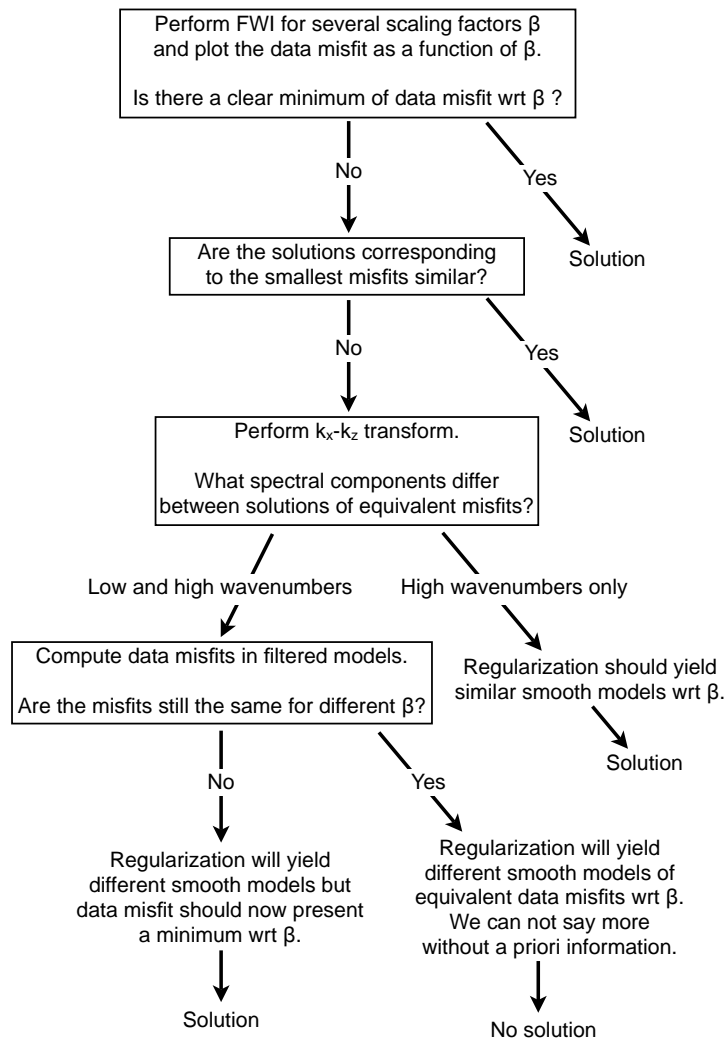 Perform FWI for several scaling factors β
and plot the data misfit as a function of β.
Is there a clear minimum of data misfit wrt β ?
No
Yes
Solution
Are the solutions corresponding
to the smallest misfits similar?
No
Yes
Solution
Perform kx-kz transform.
What spectral components differ
between solutions of equivalent misfits?
Low and high wavenumbers
High wavenumbers only
Compute data misfits in filtered models.
Are the misfits still the same for different β?
Regularization should yield
similar smooth models wrt β.
Solution
No
Yes
Regularization will yield
different smooth models but
data misfit should now present
a minimum wrt β.
Solution
Regularization will yield
different smooth models of
equivalent data misfits wrt β.
We can not say more
without a priori information.
No solution